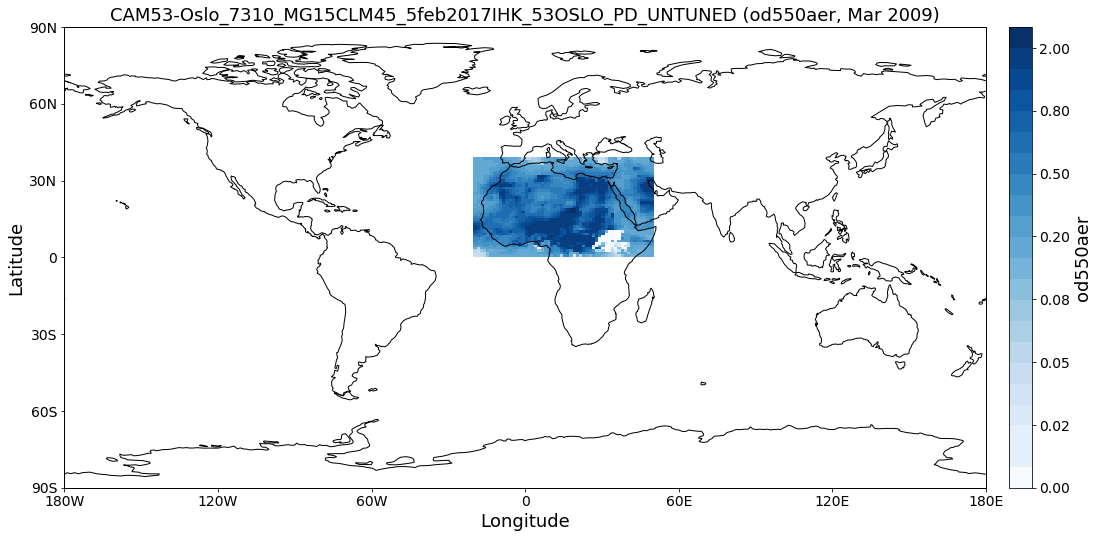 CAM53-Oslo_7310_MG15CLM45_5feb2017IHK_53OSLO_PD_UNTUNED (od550aer, Mar 2009)
90N
60N
30N
0
30S
60S
90S
Latitude
180W
120W
60W
0
60E
120E
180E
Longitude
2.00
0.80
0.50
0.20
0.08
0.05
0.02
0.00
od550aer